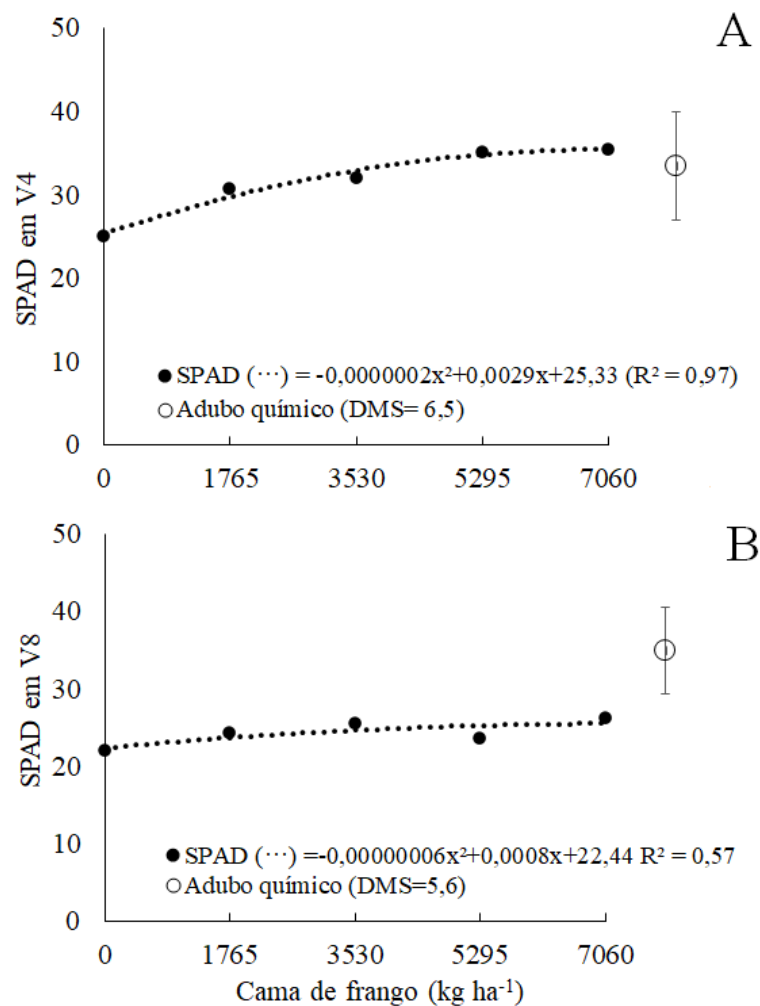 A
50
40
30
20
10
0
SPAD em V4
SPAD (···) = -0,0000002x²+0,0029x+25,33 (R² = 0,97)
Adubo químico (DMS= 6,5)
0 1765 3530 5295 7060
B
50
40
30
20
10
0
SPAD em V8
SPAD (···) =-0,00000006x²+0,0008x+22,44 R² = 0,57
Adubo químico (DMS=5,6)
0 1765 3530 5295 7060
Cama de frango (kg ha⁻¹)